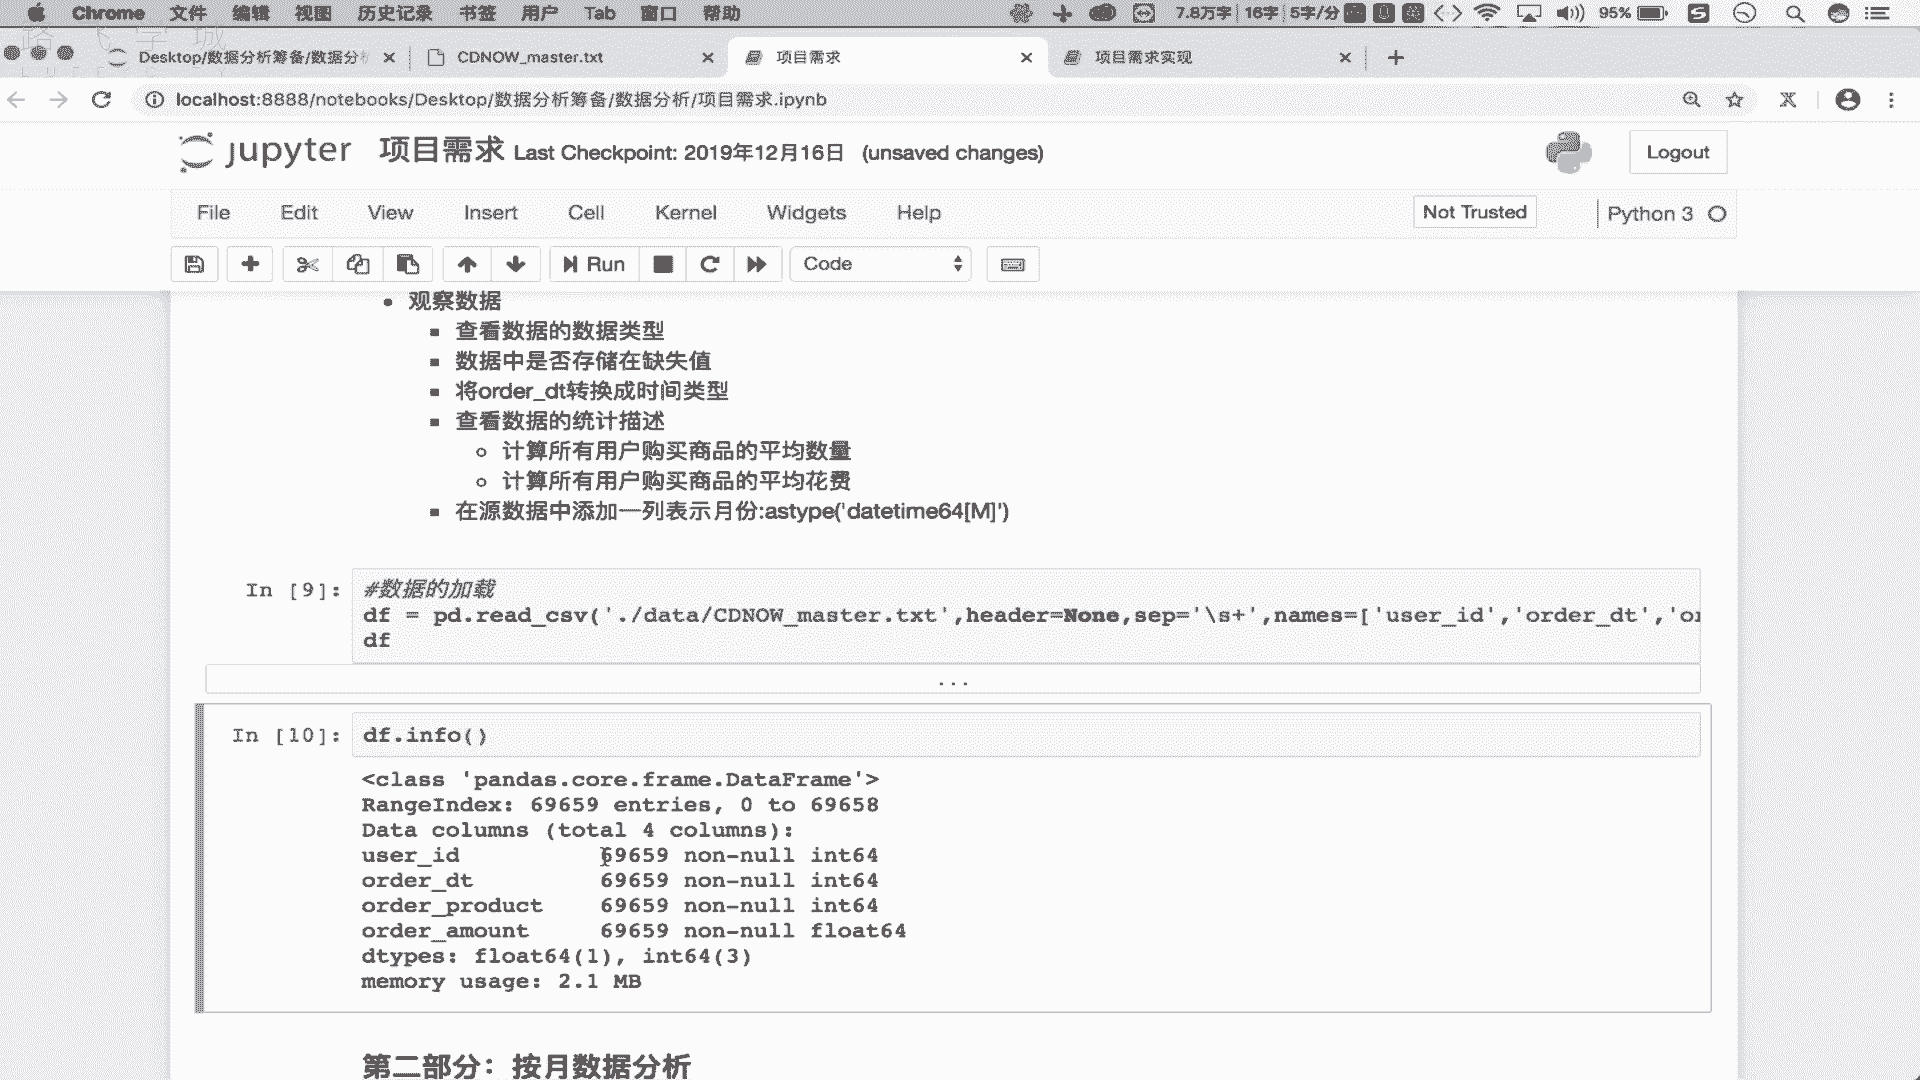 Chrome 文件 编辑 视图 历史记录 书签 用户 Tab 窗口 帮助 7.8万字 16字 5字/分 95%
Desktop/数据分析筹备/数据分析 CDNOW_master.txt 项目需求 项目需求实现
localhost:8888/notebooks/Desktop/数据分析筹备/数据分析/项目需求.ipynb
jupyter 项目需求 Last Checkpoint: 2019年12月16日 (unsaved changes) Logout
File Edit View Insert Cell Kernel Widgets Help Not Trusted Python 3
Run Code
• 观察数据
▪ 查看数据的数据类型
▪ 数据中是否存储在缺失值
▪ 将order_dt转换成时间类型
▪ 查看数据的统计描述
◦ 计算所有用户购买商品的平均数量
◦ 计算所有用户购买商品的平均花费
▪ 在源数据中添加一列表示月份:astype('datetime64[M]')
In [9]: #数据的加载
df = pd.read_csv('./data/CDNOW_master.txt',header=None,sep='\s+',names=['user_id','order_dt','or
df
...
In [10]: df.info()
<class 'pandas.core.frame.DataFrame'>
RangeIndex: 69659 entries, 0 to 69658
Data columns (total 4 columns):
user_id 69659 non-null int64
order_dt 69659 non-null int64
order_product 69659 non-null int64
order_amount 69659 non-null float64
dtypes: float64(1), int64(3)
memory usage: 2.1 MB
第二部分：按月数据分析